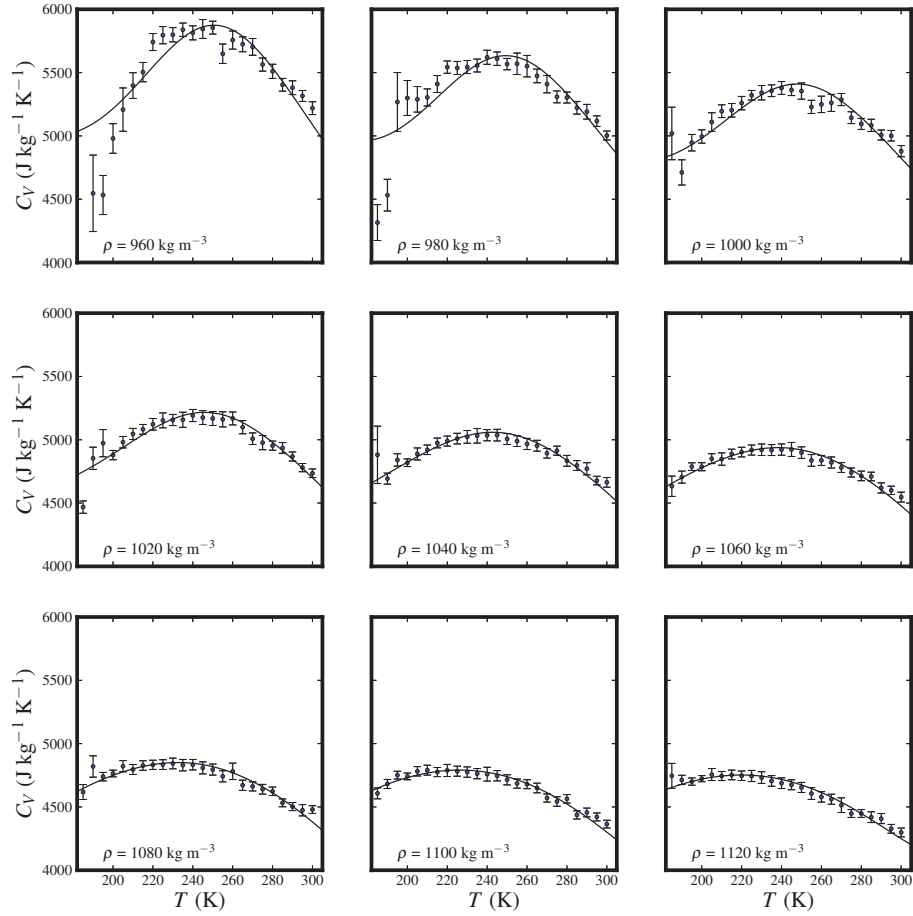 6000
5500
C_V (J kg⁻¹ K⁻¹)
5000
4500
ρ = 960 kg m⁻³
ρ = 980 kg m⁻³
ρ = 1000 kg m⁻³
4000
6000
5500
C_V (J kg⁻¹ K⁻¹)
5000
4500
ρ = 1020 kg m⁻³
ρ = 1040 kg m⁻³
ρ = 1060 kg m⁻³
4000
6000
5500
C_V (J kg⁻¹ K⁻¹)
5000
4500
ρ = 1080 kg m⁻³
ρ = 1100 kg m⁻³
ρ = 1120 kg m⁻³
4000
200 220 240 260 280 300
200 220 240 260 280 300
200 220 240 260 280 300
T (K)
T (K)
T (K)